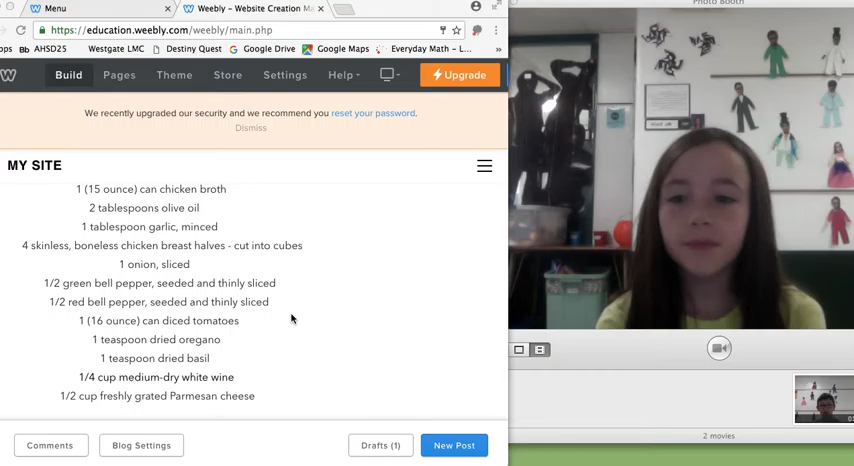 Menu
Weebly - Website Creation Ma
Photo Booth
https://education.weebly.com/weebly/main.php
pps
Bb AHSD25
Westgate LMC
Destiny Quest
Google Drive
Google Maps
Everyday Math – L...
Build
Pages
Theme
Store
Settings
Help
Upgrade
We recently upgraded our security and we recommend you reset your password.
Dismiss
MY SITE
1 (15 ounce) can chicken broth
2 tablespoons olive oil
1 tablespoon garlic, minced
4 skinless, boneless chicken breast halves - cut into cubes
1 onion, sliced
1/2 green bell pepper, seeded and thinly sliced
1/2 red bell pepper, seeded and thinly sliced
1 (16 ounce) can diced tomatoes
1 teaspoon dried oregano
1 teaspoon dried basil
1/4 cup medium-dry white wine
1/2 cup freshly grated Parmesan cheese
Comments
Blog Settings
Drafts (1)
New Post
2 movies